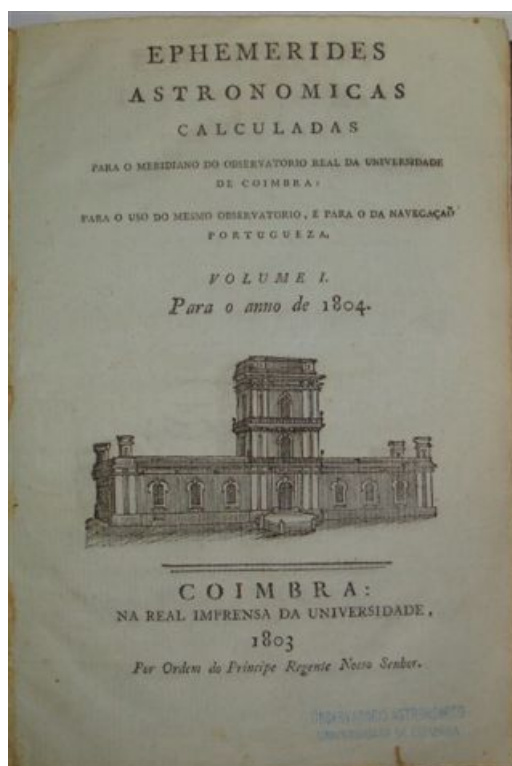 EPHEMERIDES
ASTRONOMICAS
CALCULADAS
PARA O MERIDIANO DO OBSERVATORIO REAL DA UNIVERSIDADE
DE COIMBRA:
PARA O USO DO MESMO OBSERVATORIO, E PARA O DA NAVEGAÇAÕ
PORTUGUEZA.
VOLUME I.
Para o anno de 1804.
COIMBRA:
NA REAL IMPRENSA DA UNIVERSIDADE,
1803
Por Ordem do Principe Regente Nosso Senhor.
OBSERVATORIO ASTRONOMICO
UNIVERSIDADE DE COIMBRA